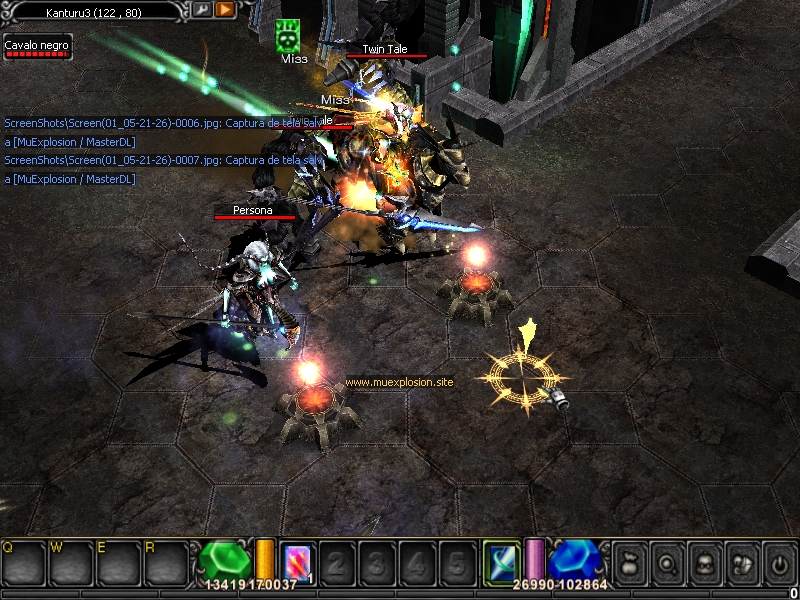 Kanturu3 (122 , 80)
Cavalo negro
Twin Tale
Mi33
Mi33
ScreenShots\Screen(01_05-21-26)-0006.jpg: Captura de tela salv
a [MuExplosion / MasterDL]
ScreenShots\Screen(01_05-21-26)-0007.jpg: Captura de tela salv
a [MuExplosion / MasterDL]
Persona
www.muexplosion.site
Q W E R
1 2 3 4 5
13419 17.0037
26990 102864
0